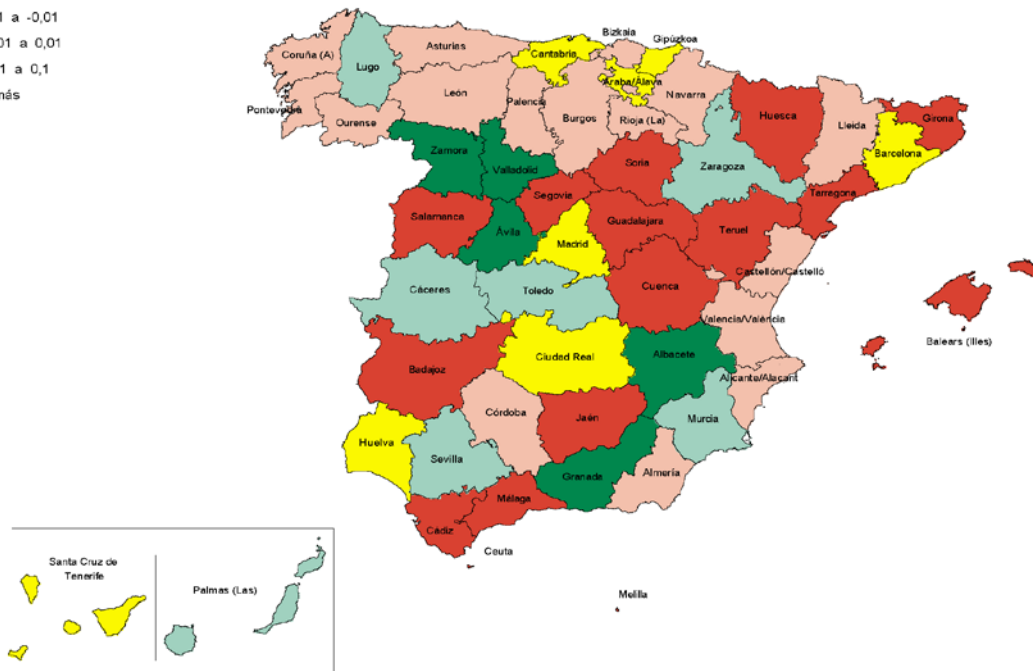 1 a -0,01
01 a 0,01
1 a 0,1
más
Bizkaia
Gipúzkoa
Coruña (A)
Asturias
Cantabria
Lugo
Araba/Álava
Navarra
León
Palencia
Burgos
Rioja (La)
Huesca
Lleida
Girona
Pontevedra
Ourense
Zamora
Valladolid
Soria
Zaragoza
Barcelona
Segovia
Tarragona
Salamanca
Guadalajara
Teruel
Ávila
Madrid
Castellón/Castelló
Cáceres
Toledo
Cuenca
Valencia/València
Balears (Illes)
Ciudad Real
Albacete
Badajoz
Alicante/Alacant
Córdoba
Jaén
Murcia
Huelva
Sevilla
Granada
Almería
Málaga
Cádiz
Ceuta
Melilla
Santa Cruz de
Tenerife
Palmas (Las)